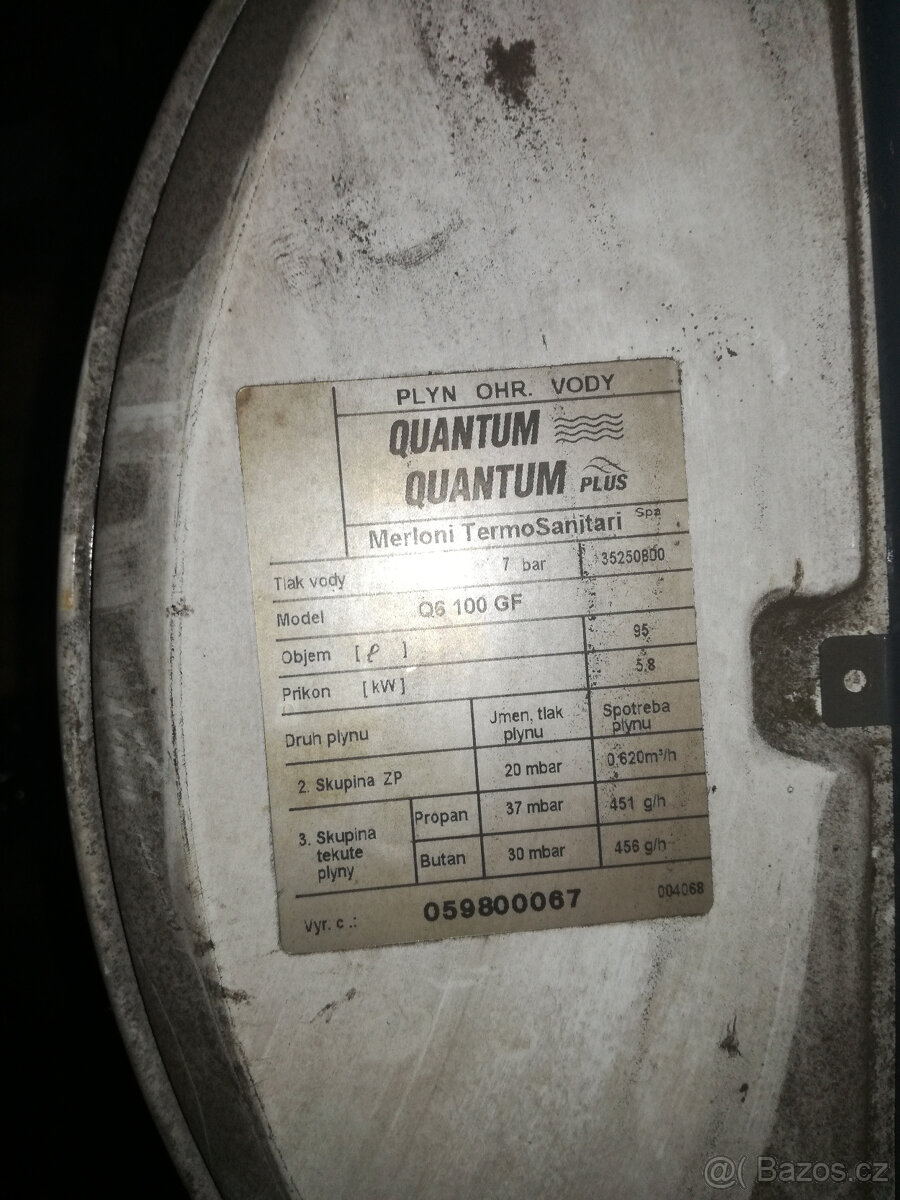 PLYN OHR. VODY
QUANTUM
QUANTUM PLUS
Merloni TermoSanitari Spa
Tlak vody 7 bar 35250800
Model Q6 100 GF
Objem [ ℓ ] 95
Prikon [kW] 5.8
Druh plynu Jmen, tlak plynu Spotreba plynu
2. Skupina ZP 20 mbar 0,620m³/h
3. Skupina tekute plyny Propan 37 mbar 451 g/h
Butan 30 mbar 456 g/h
Vyr. c .: 059800067 004068
@( Bazos.cz